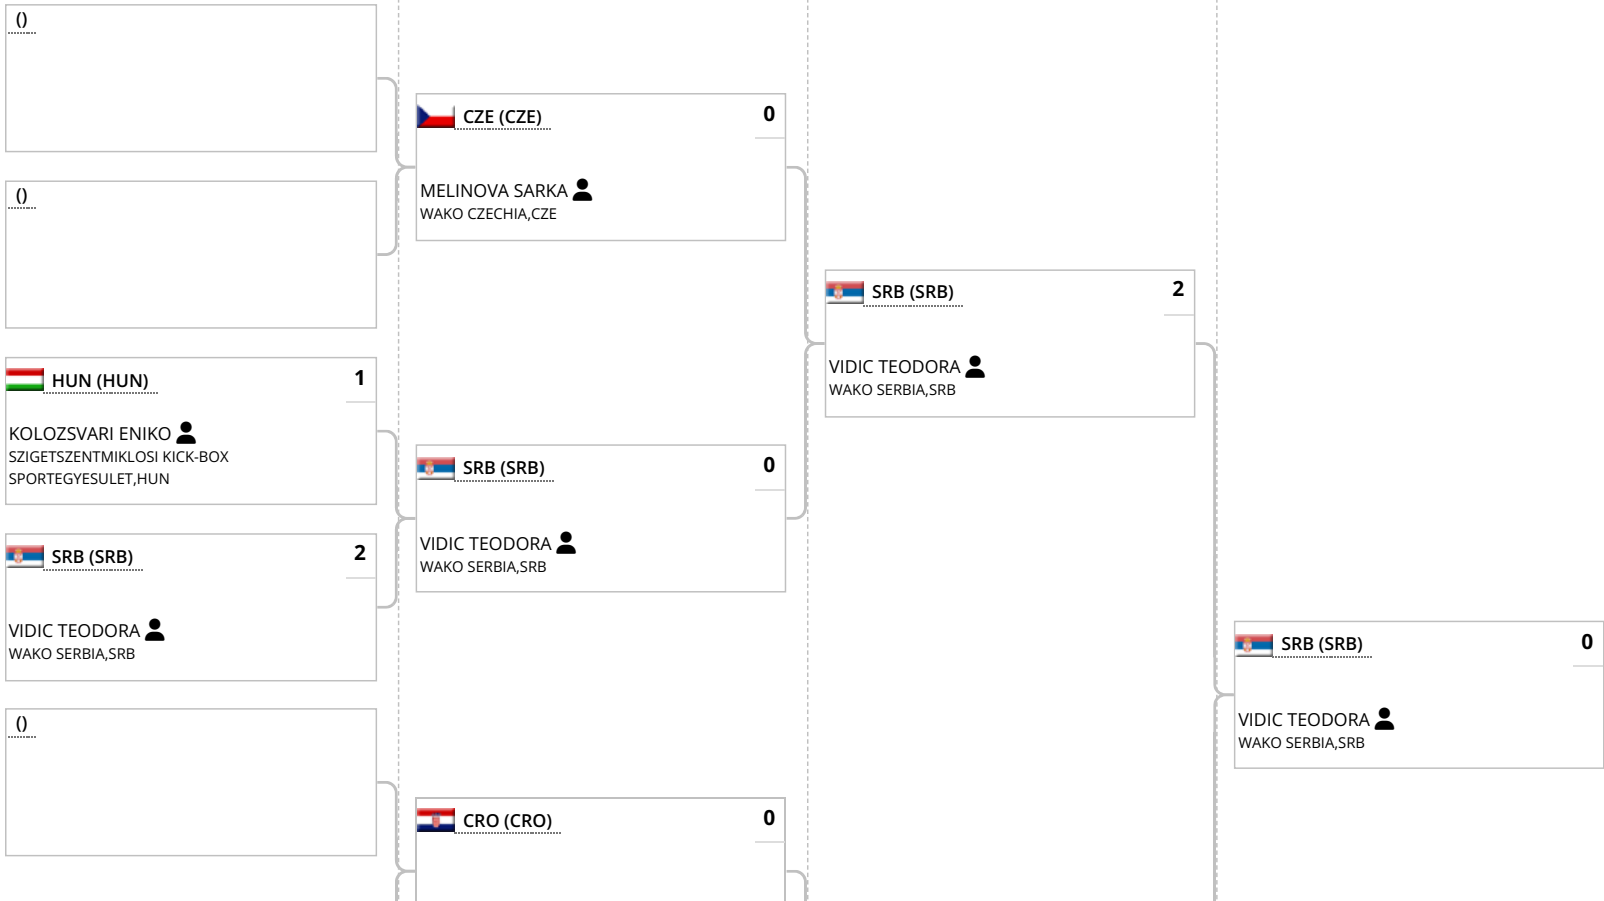 ()
()
HUN (HUN) 1
KOLOZSVARI ENIKO
SZIGETSZENTMIKLOSI KICK-BOX
SPORTEGYESULET,HUN
SRB (SRB) 2
VIDIC TEODORA
WAKO SERBIA,SRB
()
CZE (CZE) 0
MELINOVA SARKA
WAKO CZECHIA,CZE
SRB (SRB) 0
VIDIC TEODORA
WAKO SERBIA,SRB
CRO (CRO) 0
SRB (SRB) 2
VIDIC TEODORA
WAKO SERBIA,SRB
SRB (SRB) 0
VIDIC TEODORA
WAKO SERBIA,SRB